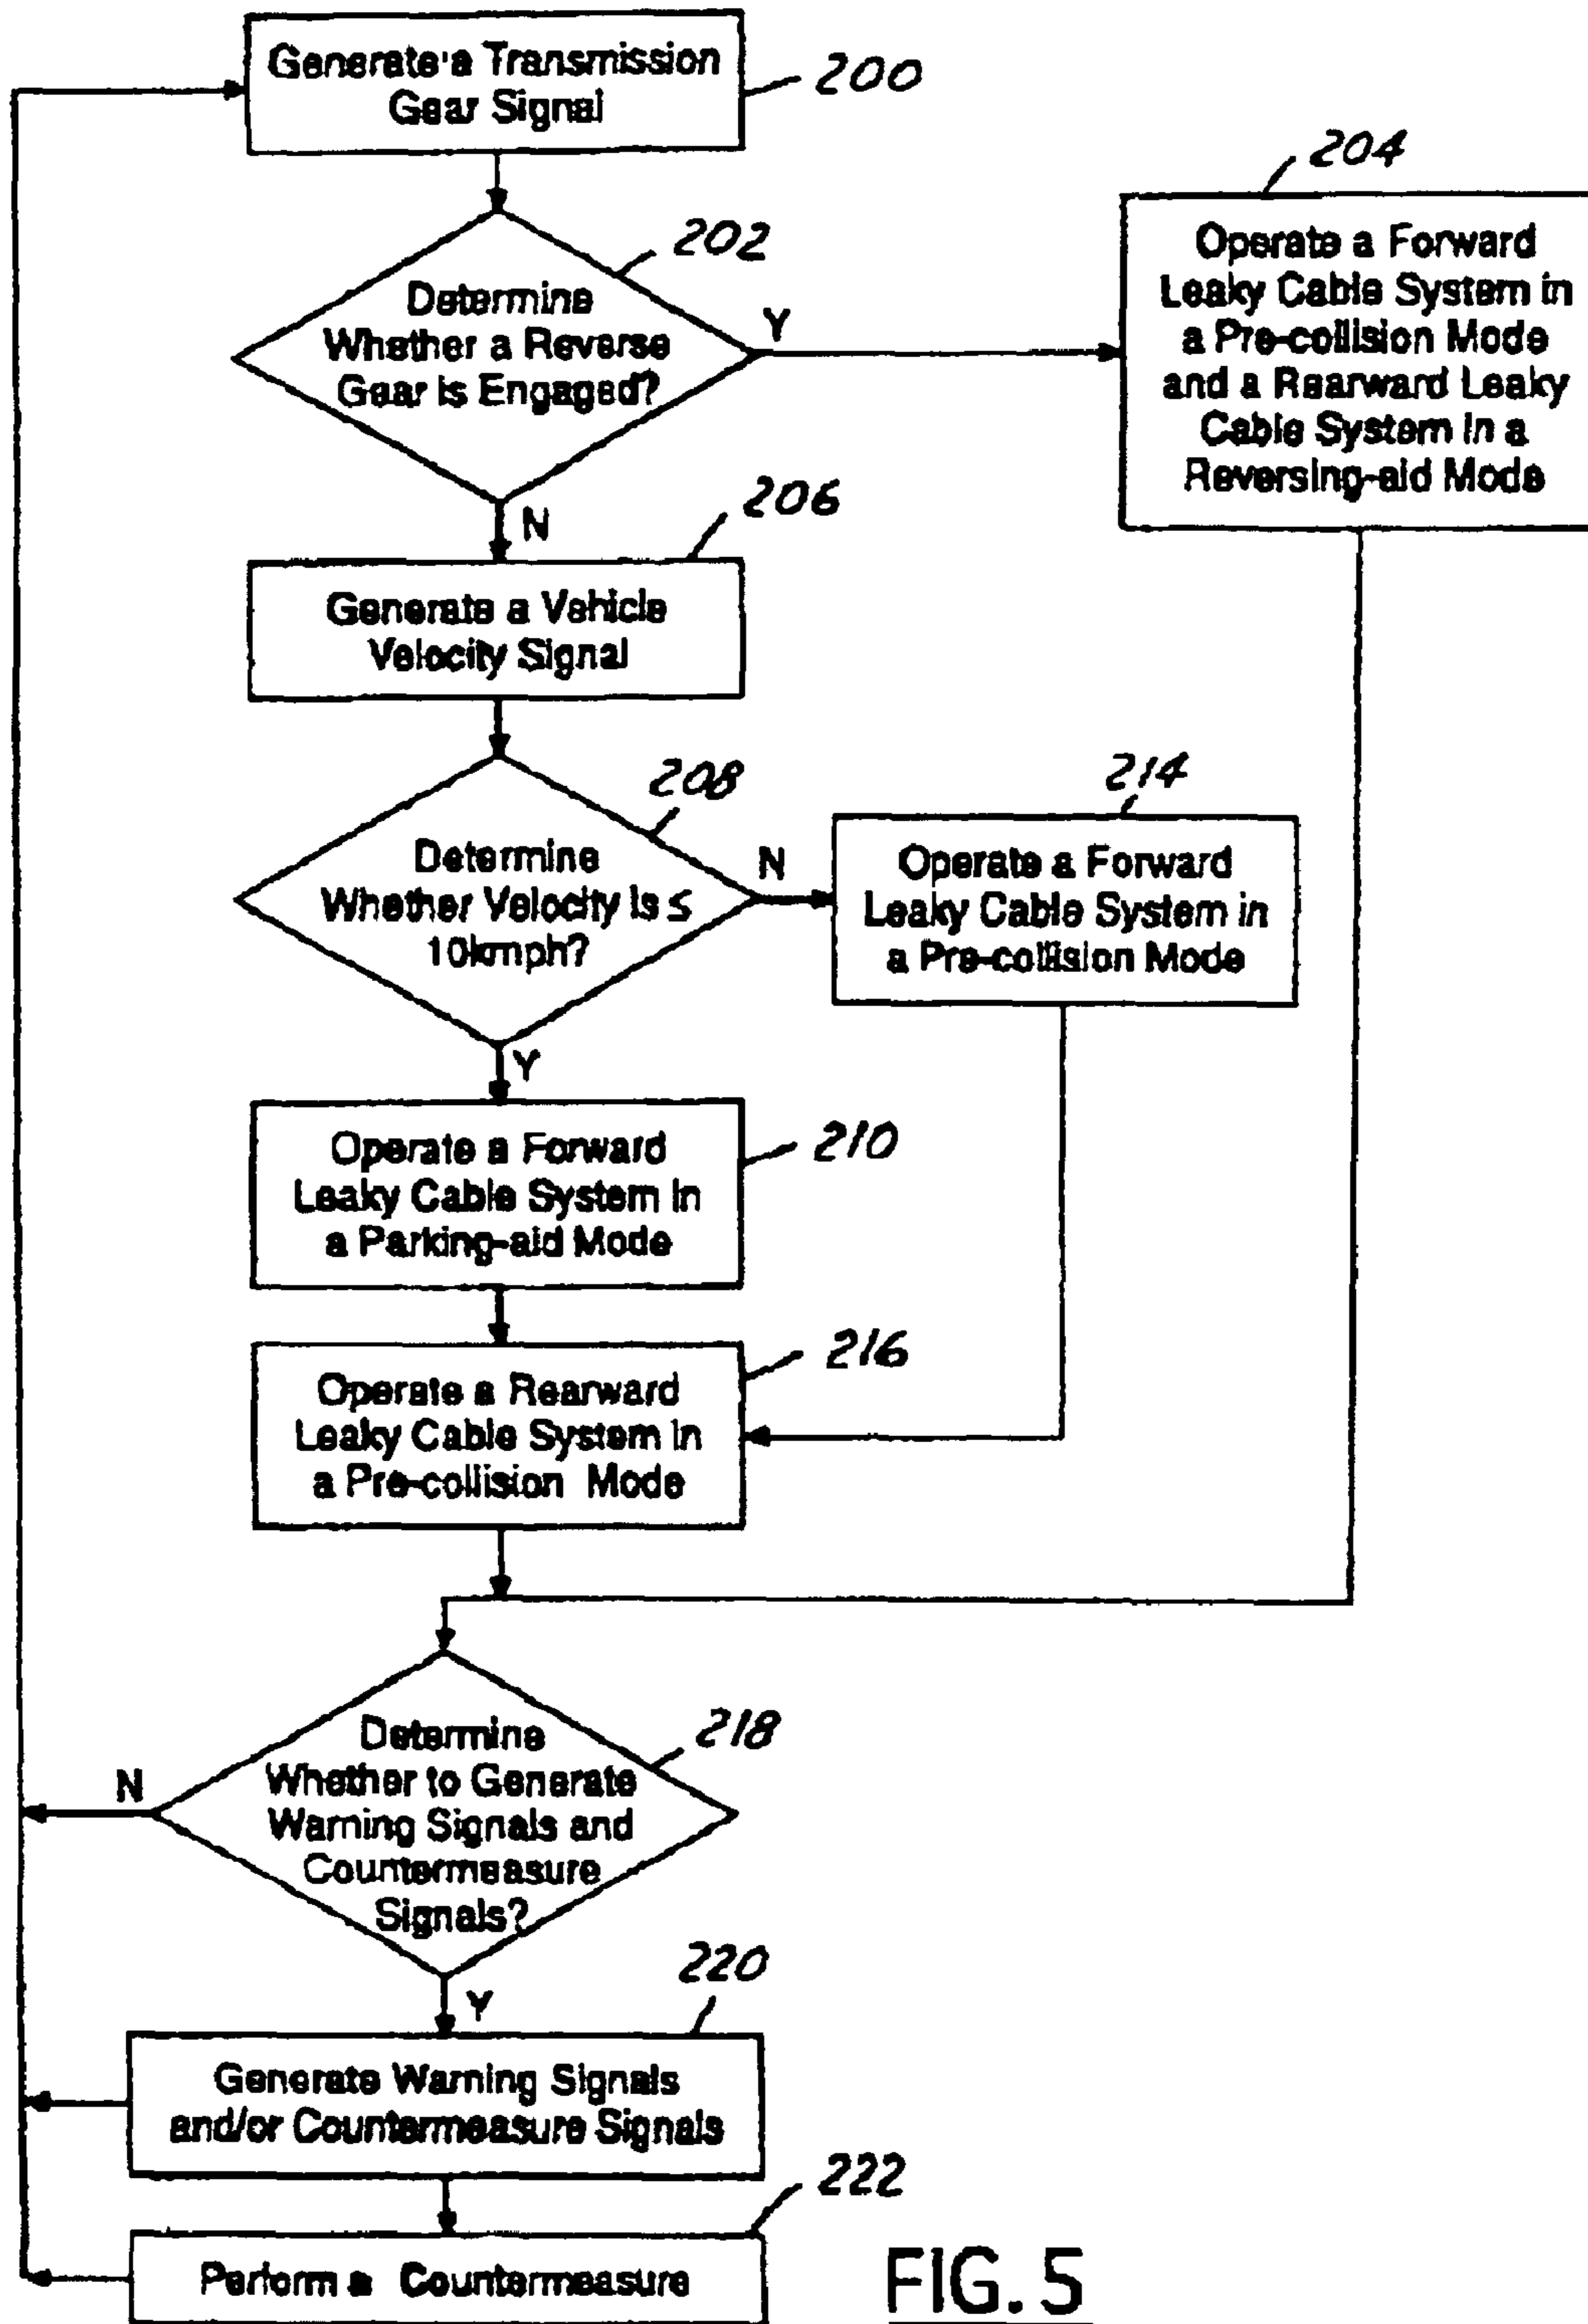 Generate a Transmission
Gear Signal
200
204
202
Determine
Whether a Reverse
Gear is Engaged?
Y
Operate a Forward
Leaky Cable System in
a Pre-collision Mode
and a Rearward Leaky
Cable System in a
Reversing-aid Mode
N
206
Generate a Vehicle
Velocity Signal
208
Determine
Whether Velocity is ≤
10kmph?
N
214
Operate a Forward
Leaky Cable System in
a Pre-collision Mode
Y
Operate a Forward
Leaky Cable System in
a Parking-aid Mode
210
Operate a Rearward
Leaky Cable System in
a Pre-collision Mode
216
Determine
Whether to Generate
Warning Signals and
Countermeasure
Signals?
218
N
Y
220
Generate Warning Signals
and/or Countermeasure Signals
222
Perform a Countermeasure
FIG. 5